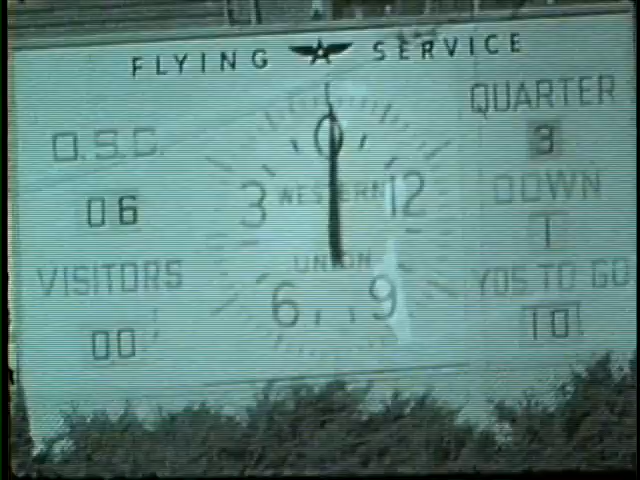 FLYING SERVICE
O.S.C.
06
VISITORS
00
0
3
12
WESTERN
UNION
6
9
QUARTER
3
DOWN
1
YDS TO GO
10